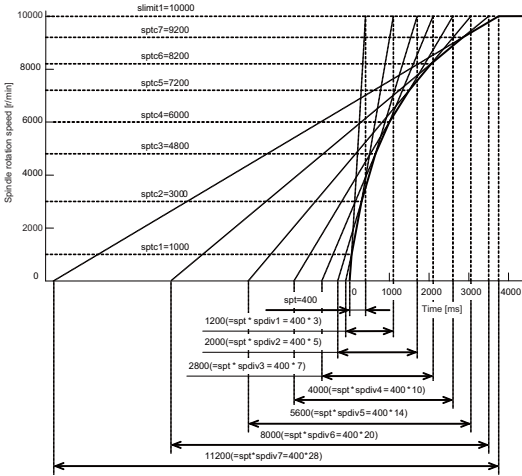 10000
slimit1=10000
sptc7=9200
sptc6=8200
8000
sptc5=7200
sptc4=6000
6000
sptc3=4800
4000
sptc2=3000
2000
sptc1=1000
0
Spindle rotation speed [r/min]
0 1000 2000 3000 4000
Time [ms]
spt=400
1200(=spt*spdiv1=400*3)
2000(=spt*spdiv2=400*5)
2800(=spt*spdiv3=400*7)
4000(=spt*spdiv4=400*10)
5600(=spt*spdiv5=400*14)
8000(=spt*spdiv6=400*20)
11200(=spt*spdiv7=400*28)